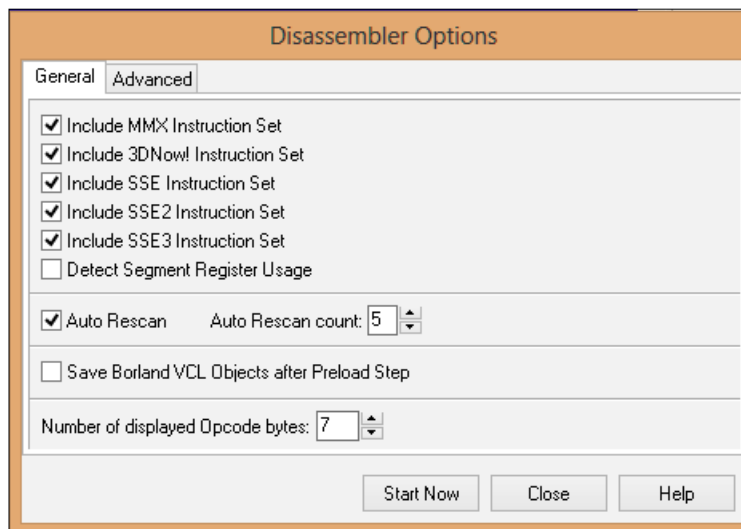 Disassembler Options
General Advanced
Include MMX Instruction Set
Include 3DNow! Instruction Set
Include SSE Instruction Set
Include SSE2 Instruction Set
Include SSE3 Instruction Set
Detect Segment Register Usage
Auto Rescan Auto Rescan count: 5
Save Borland VCL Objects after Preload Step
Number of displayed Opcode bytes: 7
Start Now Close Help